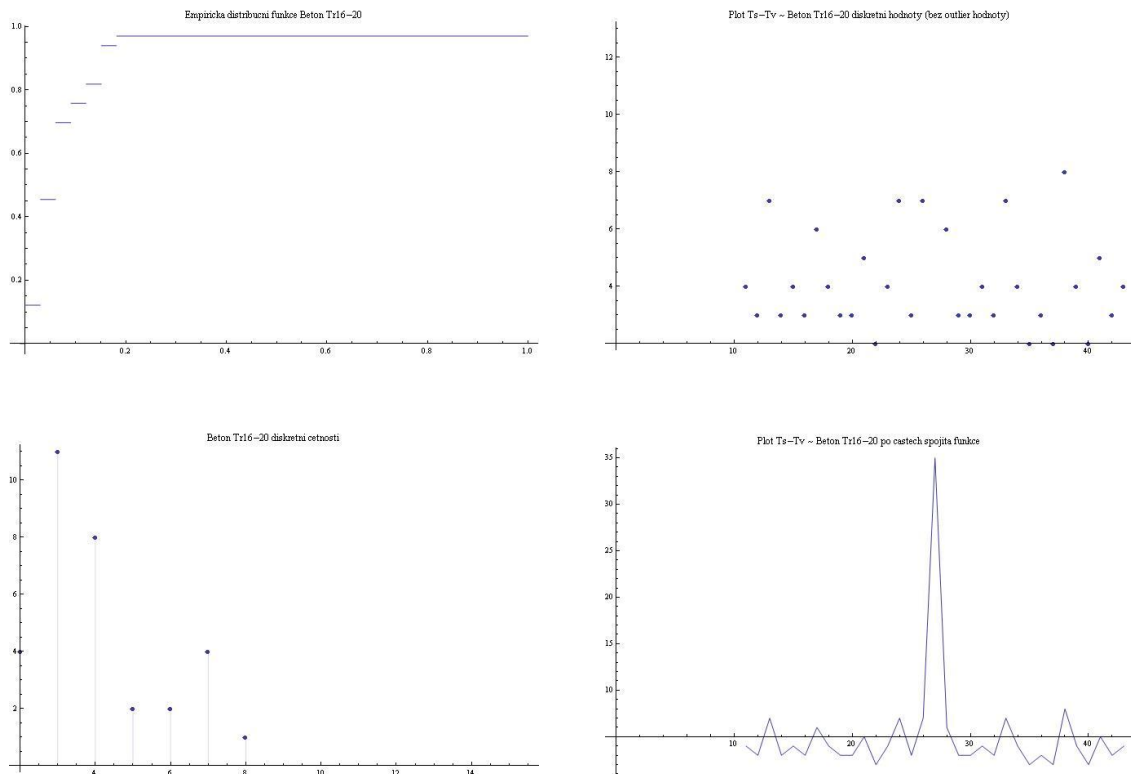 Empiricka distribucni funkce Beton Tr16−20
1.0
0.8
0.6
0.4
0.2
0.2 0.4 0.6 0.8 1.0
Plot Ts−Tv ~ Beton Tr16−20 diskretni hodnoty (bez outlier hodnoty)
12
10
8
6
4
10 20 30 40
Beton Tr16−20 diskretni cetnosti
10
8
6
4
2
4 6 8 10 12 14
Plot Ts−Tv ~ Beton Tr16−20 po castech spojita funkce
35
30
25
20
15
10
10 20 30 40